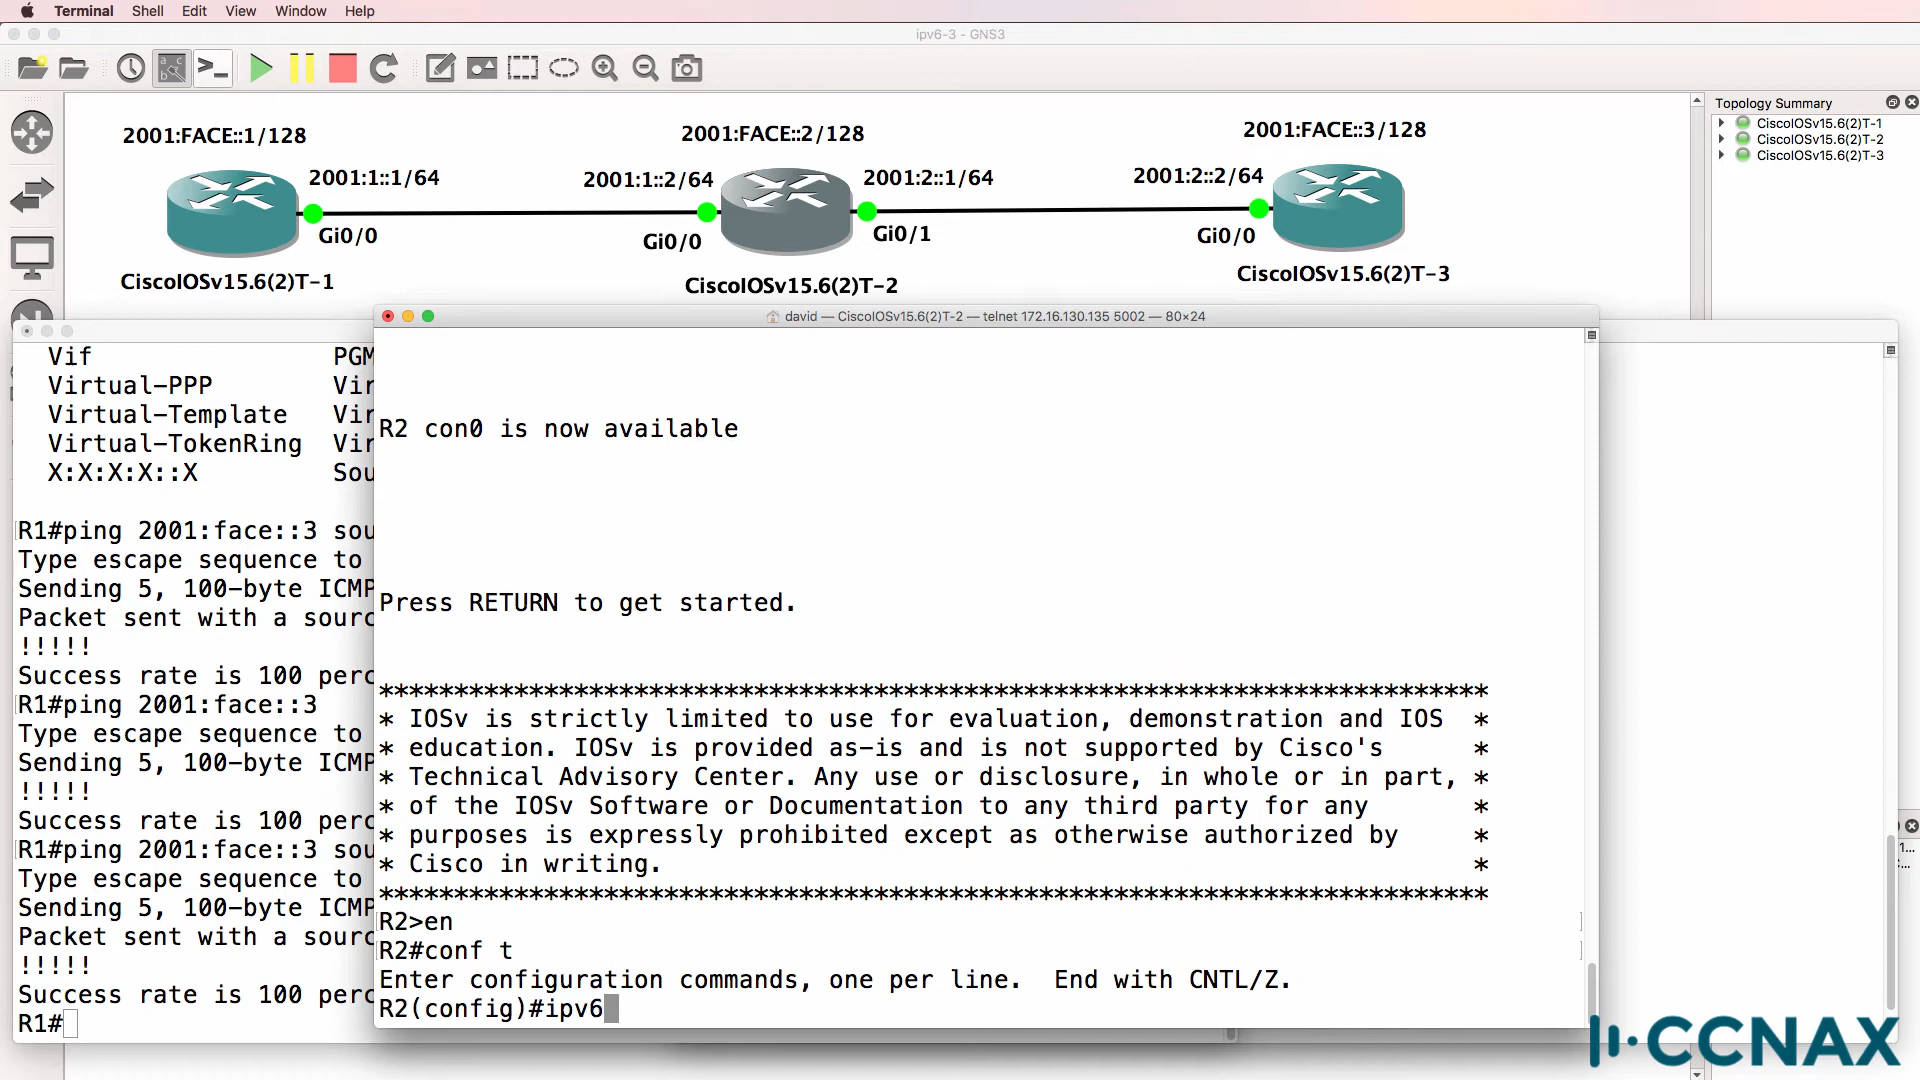 Terminal Shell Edit View Window Help
ipv6-3 - GNS3
Topology Summary
CiscoIOSv15.6(2)T-1
CiscoIOSv15.6(2)T-2
CiscoIOSv15.6(2)T-3
2001:FACE::1/128
2001:FACE::2/128
2001:FACE::3/128
2001:1::1/64
2001:1::2/64
2001:2::1/64
2001:2::2/64
Gi0/0
Gi0/0
Gi0/1
Gi0/0
CiscoIOSv15.6(2)T-1
CiscoIOSv15.6(2)T-2
CiscoIOSv15.6(2)T-3
Vif PGM
Virtual-PPP Vir
Virtual-Template Vir
Virtual-TokenRing Vir
X:X:X:X::X Sou
R1#ping 2001:face::3 sou
Type escape sequence to
Sending 5, 100-byte ICMP
Packet sent with a sourc
!!!!!
Success rate is 100 perc
R1#ping 2001:face::3
Type escape sequence to
Sending 5, 100-byte ICMP
!!!!!
Success rate is 100 perc
R1#ping 2001:face::3 sou
Type escape sequence to
Sending 5, 100-byte ICMP
Packet sent with a sourc
!!!!!
Success rate is 100 perc
R1#
david — CiscoIOSv15.6(2)T-2 — telnet 172.16.130.135 5002 — 80×24
R2 con0 is now available
Press RETURN to get started.
**************************************************************************
* IOSv is strictly limited to use for evaluation, demonstration and IOS *
* education. IOSv is provided as-is and is not supported by Cisco's *
* Technical Advisory Center. Any use or disclosure, in whole or in part, *
* of the IOSv Software or Documentation to any third party for any *
* purposes is expressly prohibited except as otherwise authorized by *
* Cisco in writing. *
**************************************************************************
R2>en
R2#conf t
Enter configuration commands, one per line. End with CNTL/Z.
R2(config)#ipv6
CCNAX